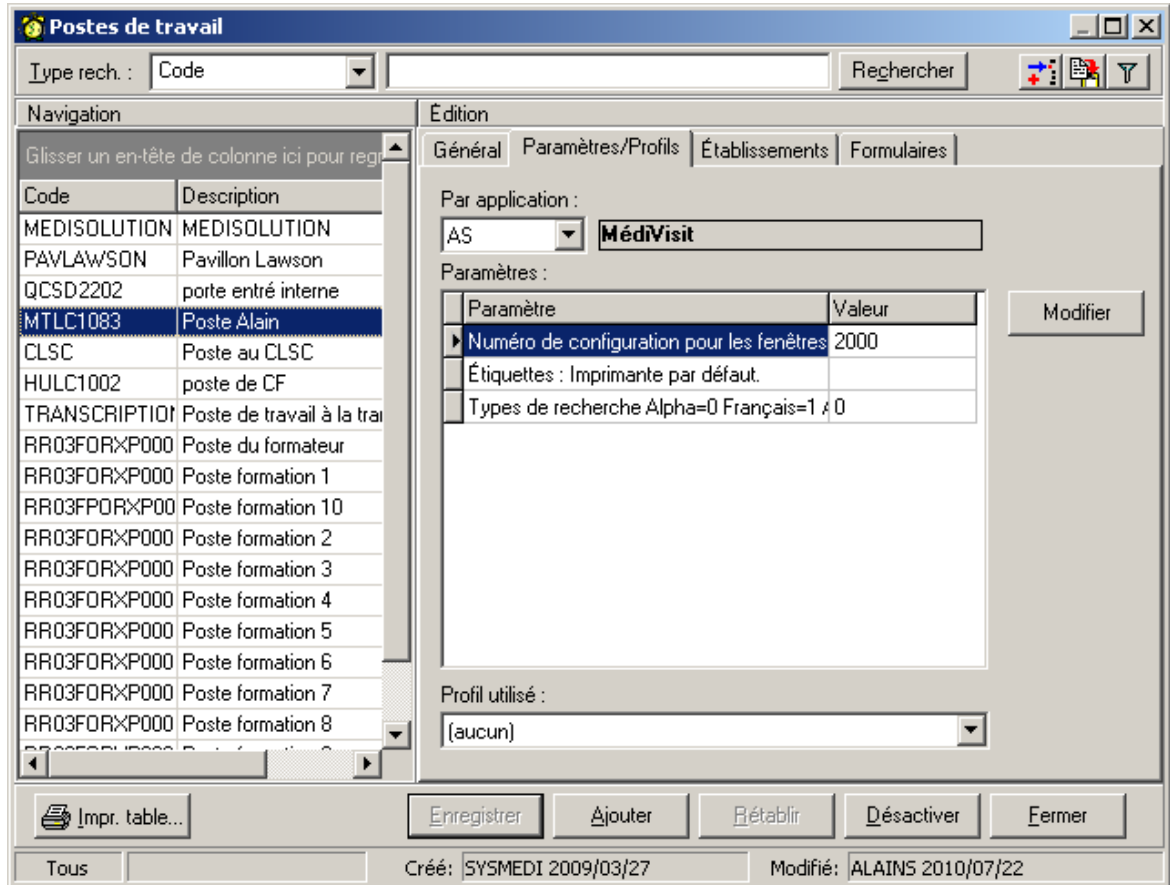 Postes de travail
Type rech. : Code Rechercher
Navigation
Glisser un en-tête de colonne ici pour regr
Code Description
MEDISOLUTION MEDISOLUTION
PAVLAWSON Pavillon Lawson
QCSD2202 porte entré interne
MTLC1083 Poste Alain
CLSC Poste au CLSC
HULC1002 poste de CF
TRANSCRIPTION Poste de travail à la tra
RR03FORXP000 Poste du formateur
RR03FORXP000 Poste formation 1
RR03FPORXP00 Poste formation 10
RR03FORXP000 Poste formation 2
RR03FORXP000 Poste formation 3
RR03FORXP000 Poste formation 4
RR03FORXP000 Poste formation 5
RR03FORXP000 Poste formation 6
RR03FORXP000 Poste formation 7
RR03FORXP000 Poste formation 8
Édition
Général Paramètres/Profils Établissements Formulaires
Par application :
AS MédiVisit
Paramètres :
Paramètre Valeur
Numéro de configuration pour les fenêtres 2000
Étiquettes : Imprimante par défaut.
Types de recherche Alpha=0 Français=1 0
Modifier
Profil utilisé :
(aucun)
Impr. table... Enregistrer Ajouter Rétablir Désactiver Fermer
Tous Créé: SYSMEDI 2009/03/27 Modifié: ALAINS 2010/07/22